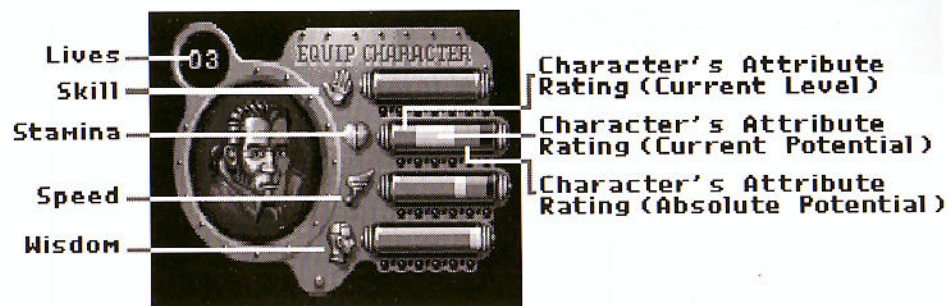 Lives
03
EQUIP CHARACTER
Skill
Stamina
Speed
Wisdom
Character's Attribute
Rating (Current Level)
Character's Attribute
Rating (Current Potential)
Character's Attribute
Rating (Absolute Potential)